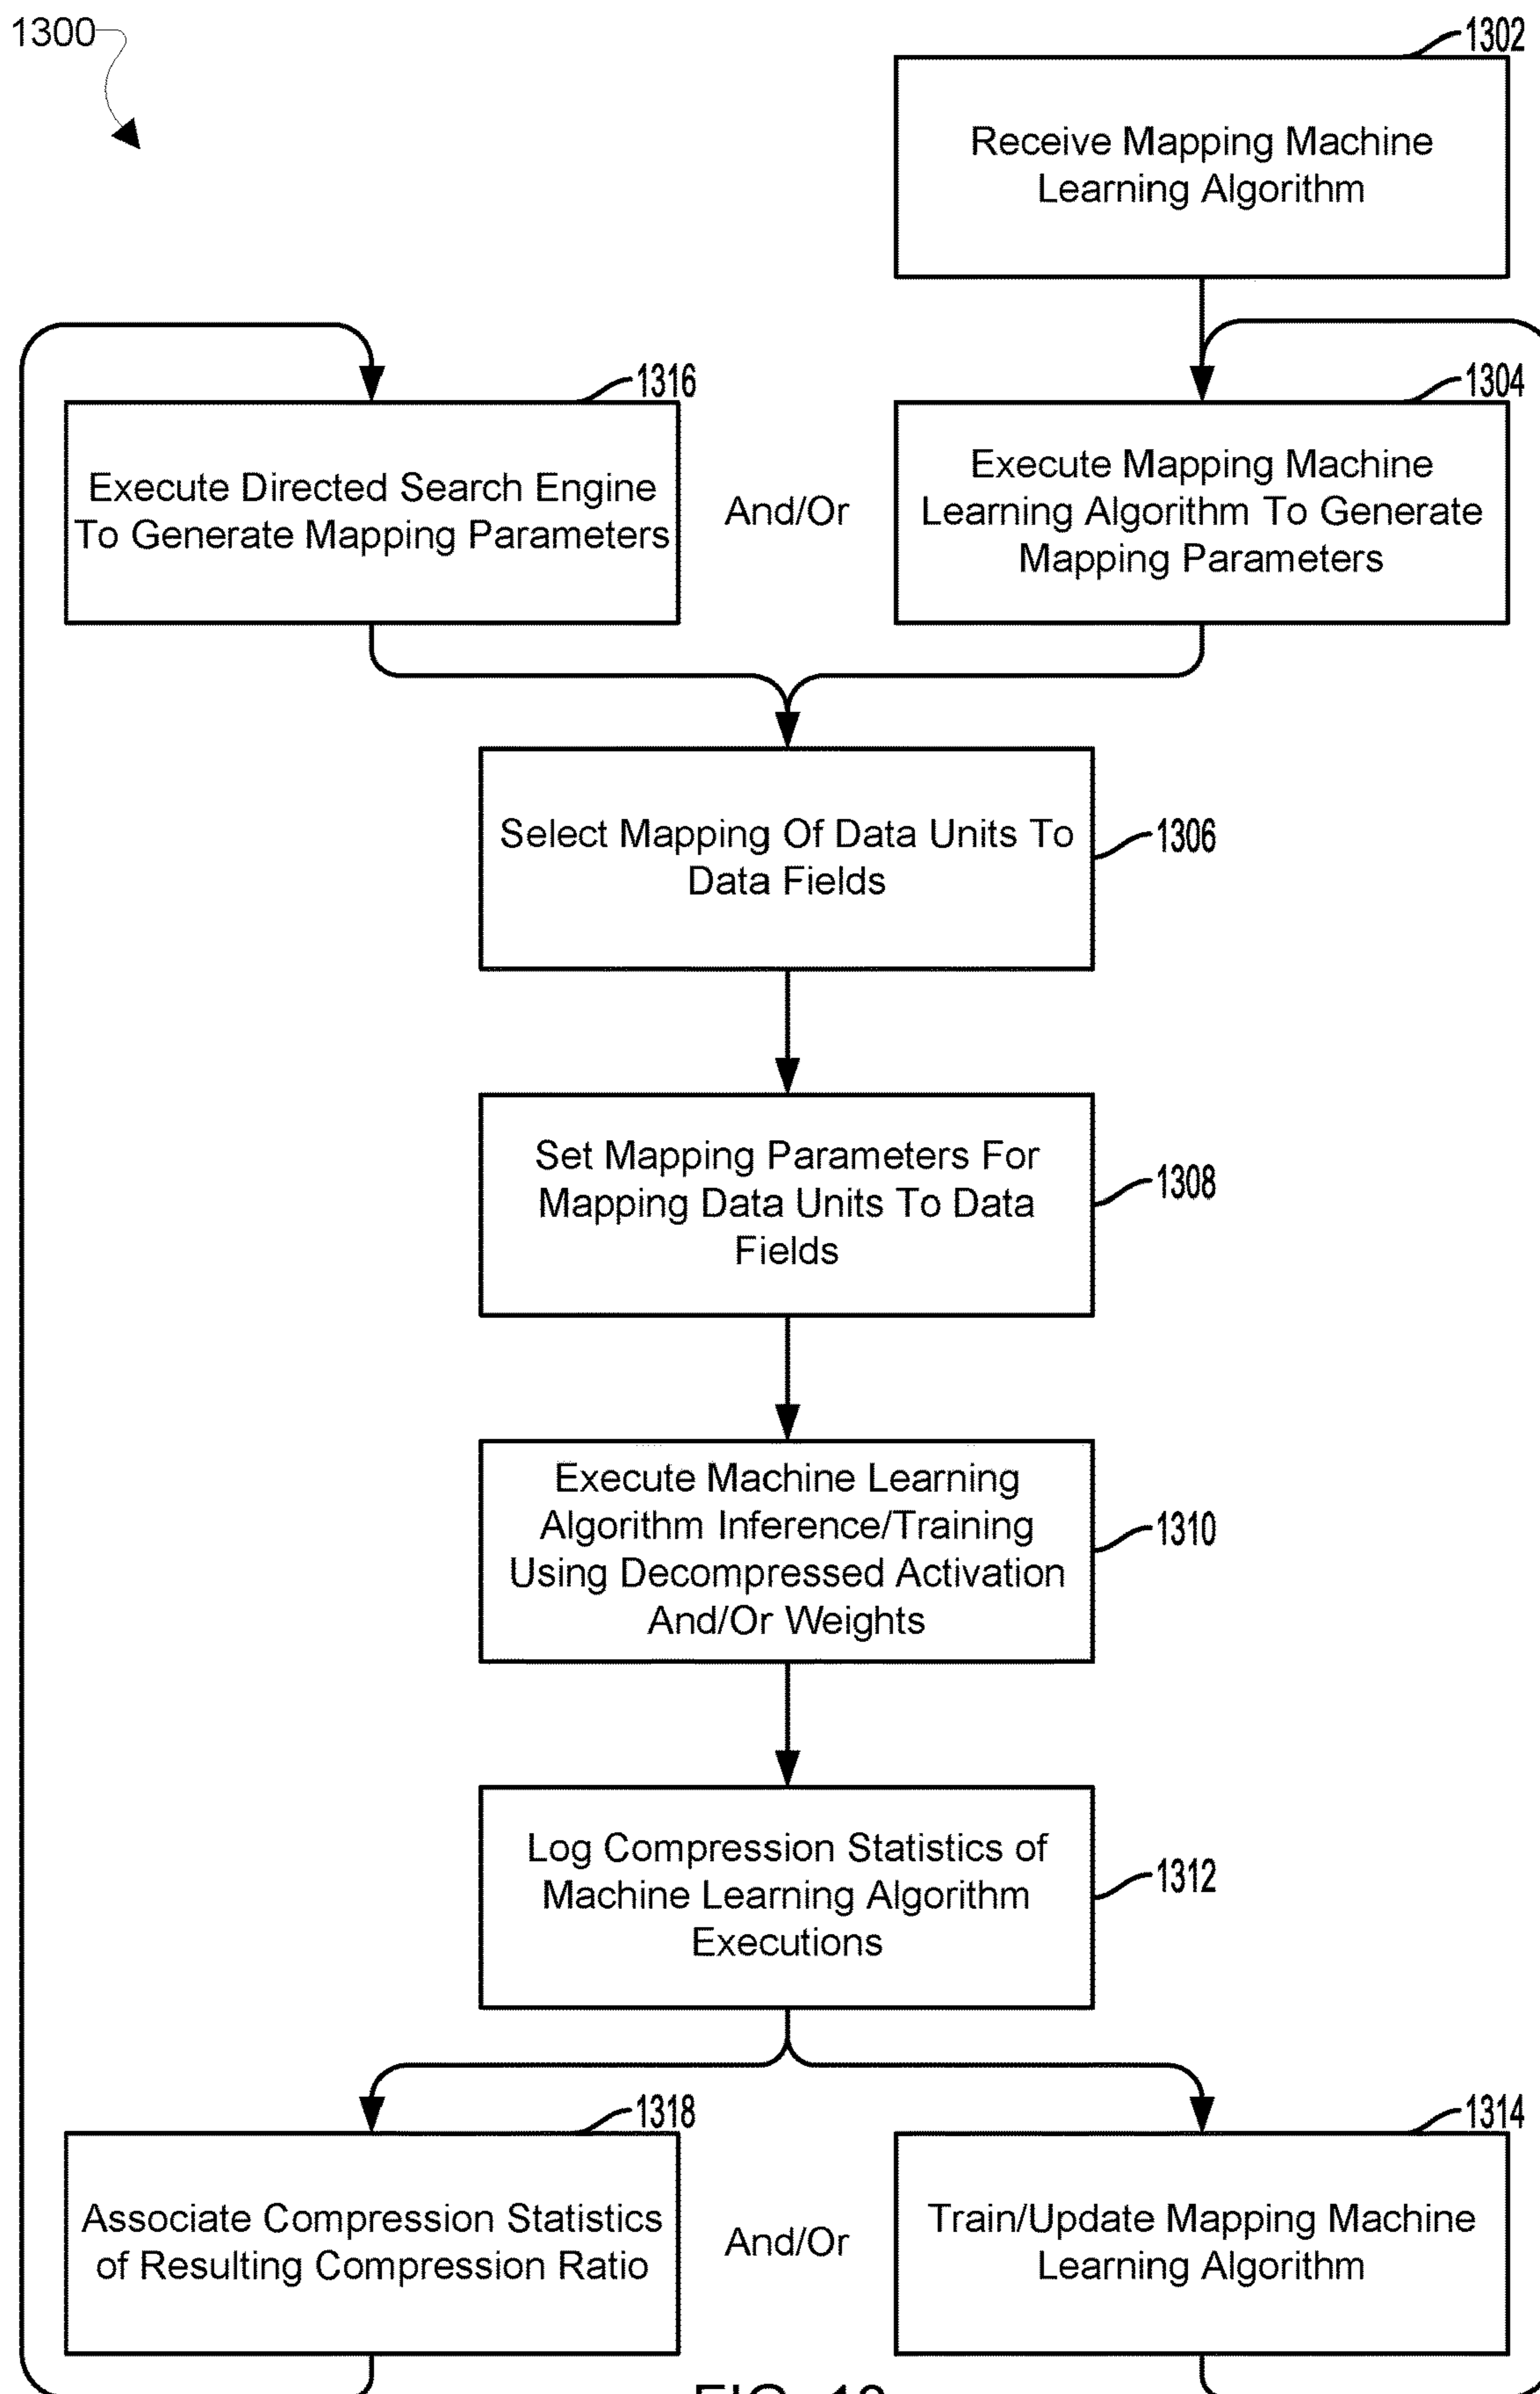 1300
1302
Receive Mapping Machine
Learning Algorithm
1316
Execute Directed Search Engine
To Generate Mapping Parameters
And/Or
1304
Execute Mapping Machine
Learning Algorithm To Generate
Mapping Parameters
Select Mapping Of Data Units To
Data Fields
1306
Set Mapping Parameters For
Mapping Data Units To Data
Fields
1308
Execute Machine Learning
Algorithm Inference/Training
Using Decompressed Activation
And/Or Weights
1310
Log Compression Statistics of
Machine Learning Algorithm
Executions
1312
1318
Associate Compression Statistics
of Resulting Compression Ratio
And/Or
1314
Train/Update Mapping Machine
Learning Algorithm